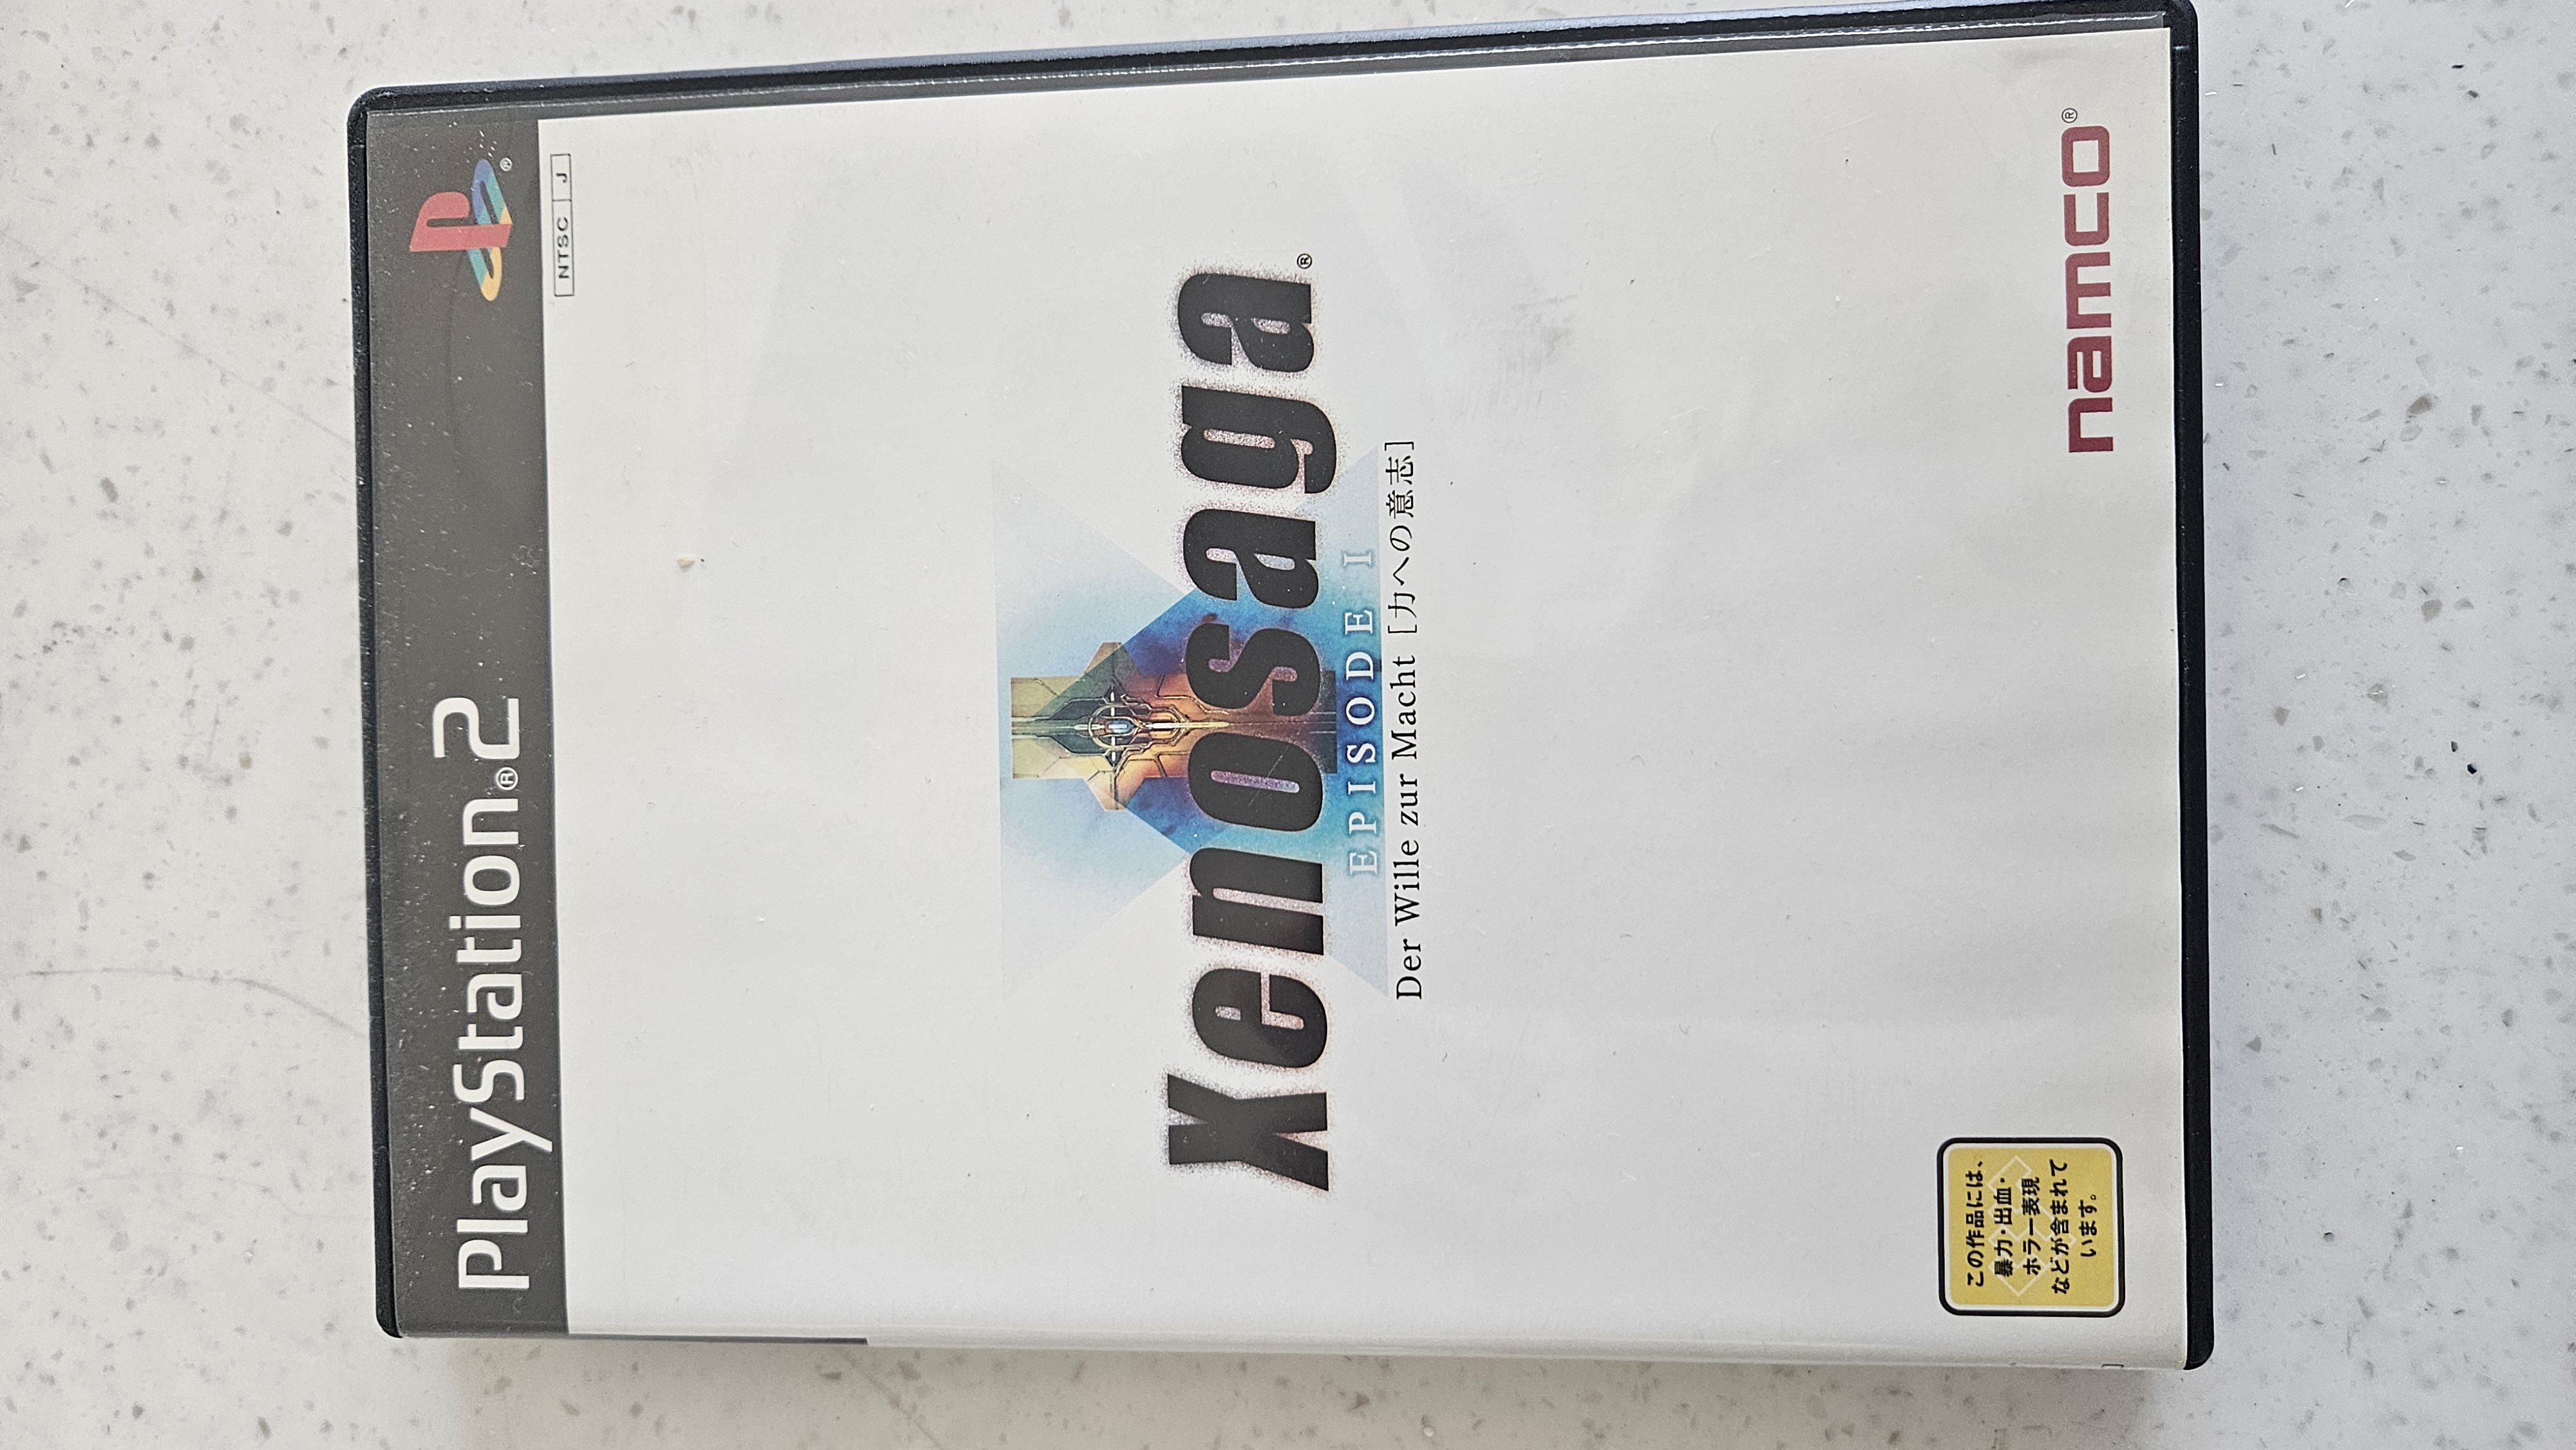 PlayStation®2
®
NTSC J
Xenosaga®
EPISODE I
Der Wille zur Macht [力への意志]
この作品には、
暴力・出血・
ホラー表現
などが含まれて
います。
namco®